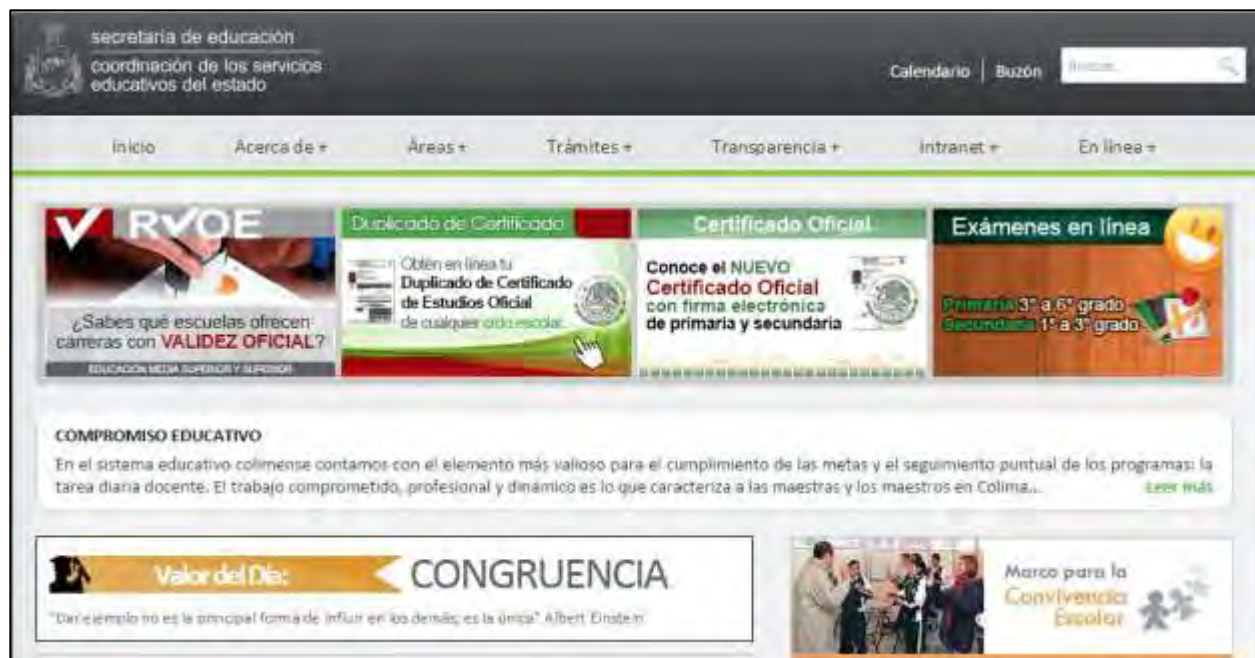 secretaría de educación
coordinación de los servicios
educativos del estado
Calendario | Buzón
Buscar...
Inicio Acerca de + Áreas + Trámites + Transparencia + Intranet + En línea +
RVOE
¿Sabes qué escuelas ofrecen
carreras con VALIDEZ OFICIAL?
EDUCACIÓN MEDIA SUPERIOR Y SUPERIOR
Duplicado de Certificado
Obtén en línea tu
Duplicado de Certificado
de Estudios Oficial
de cualquier ciclo escolar.
Certificado Oficial
Conoce el NUEVO
Certificado Oficial
con firma electrónica
de primaria y secundaria
Exámenes en línea
Primaria 3° a 6° grado
Secundaria 1° a 3° grado
COMPROMISO EDUCATIVO
En el sistema educativo colimense contamos con el elemento más valioso para el cumplimiento de las metas y el seguimiento puntual de los programas: la
tarea diaria docente. El trabajo comprometido, profesional y dinámico es lo que caracteriza a las maestras y los maestros en Colima... Leer más
Valor del Día: CONGRUENCIA
"Dar ejemplo no es la principal forma de influir en los demás; es la única" Albert Einstein
Marco para la
Convivencia
Escolar